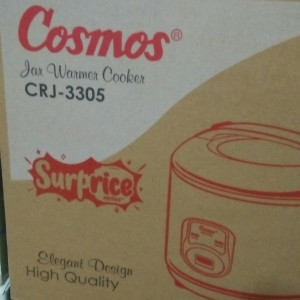 Cosmos®
Jar Warmer Cooker
CRJ-3305
Surprice
Elegant Design
High Quality